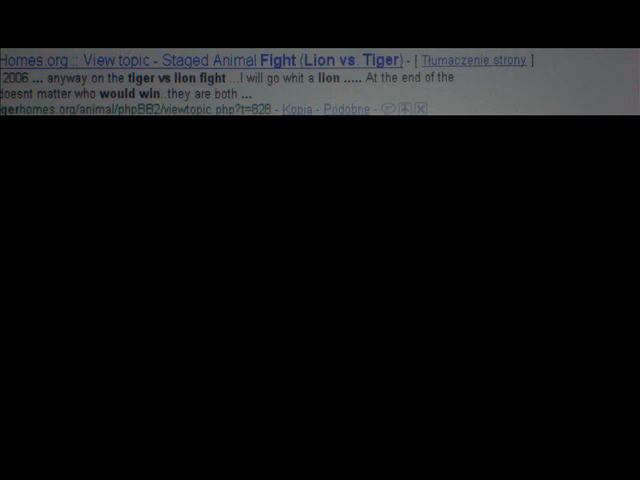 Homes.org :: View topic - Staged Animal Fight (Lion vs. Tiger) - [ Tłumaczenie strony ]
2006 ... anyway on the tiger vs lion fight ...I will go whit a lion ..... At the end of the
doesnt matter who would win..they are both ...
gerhomes.org/animal/phpBB2/viewtopic.php?t=828 - Kopia - Podobne -